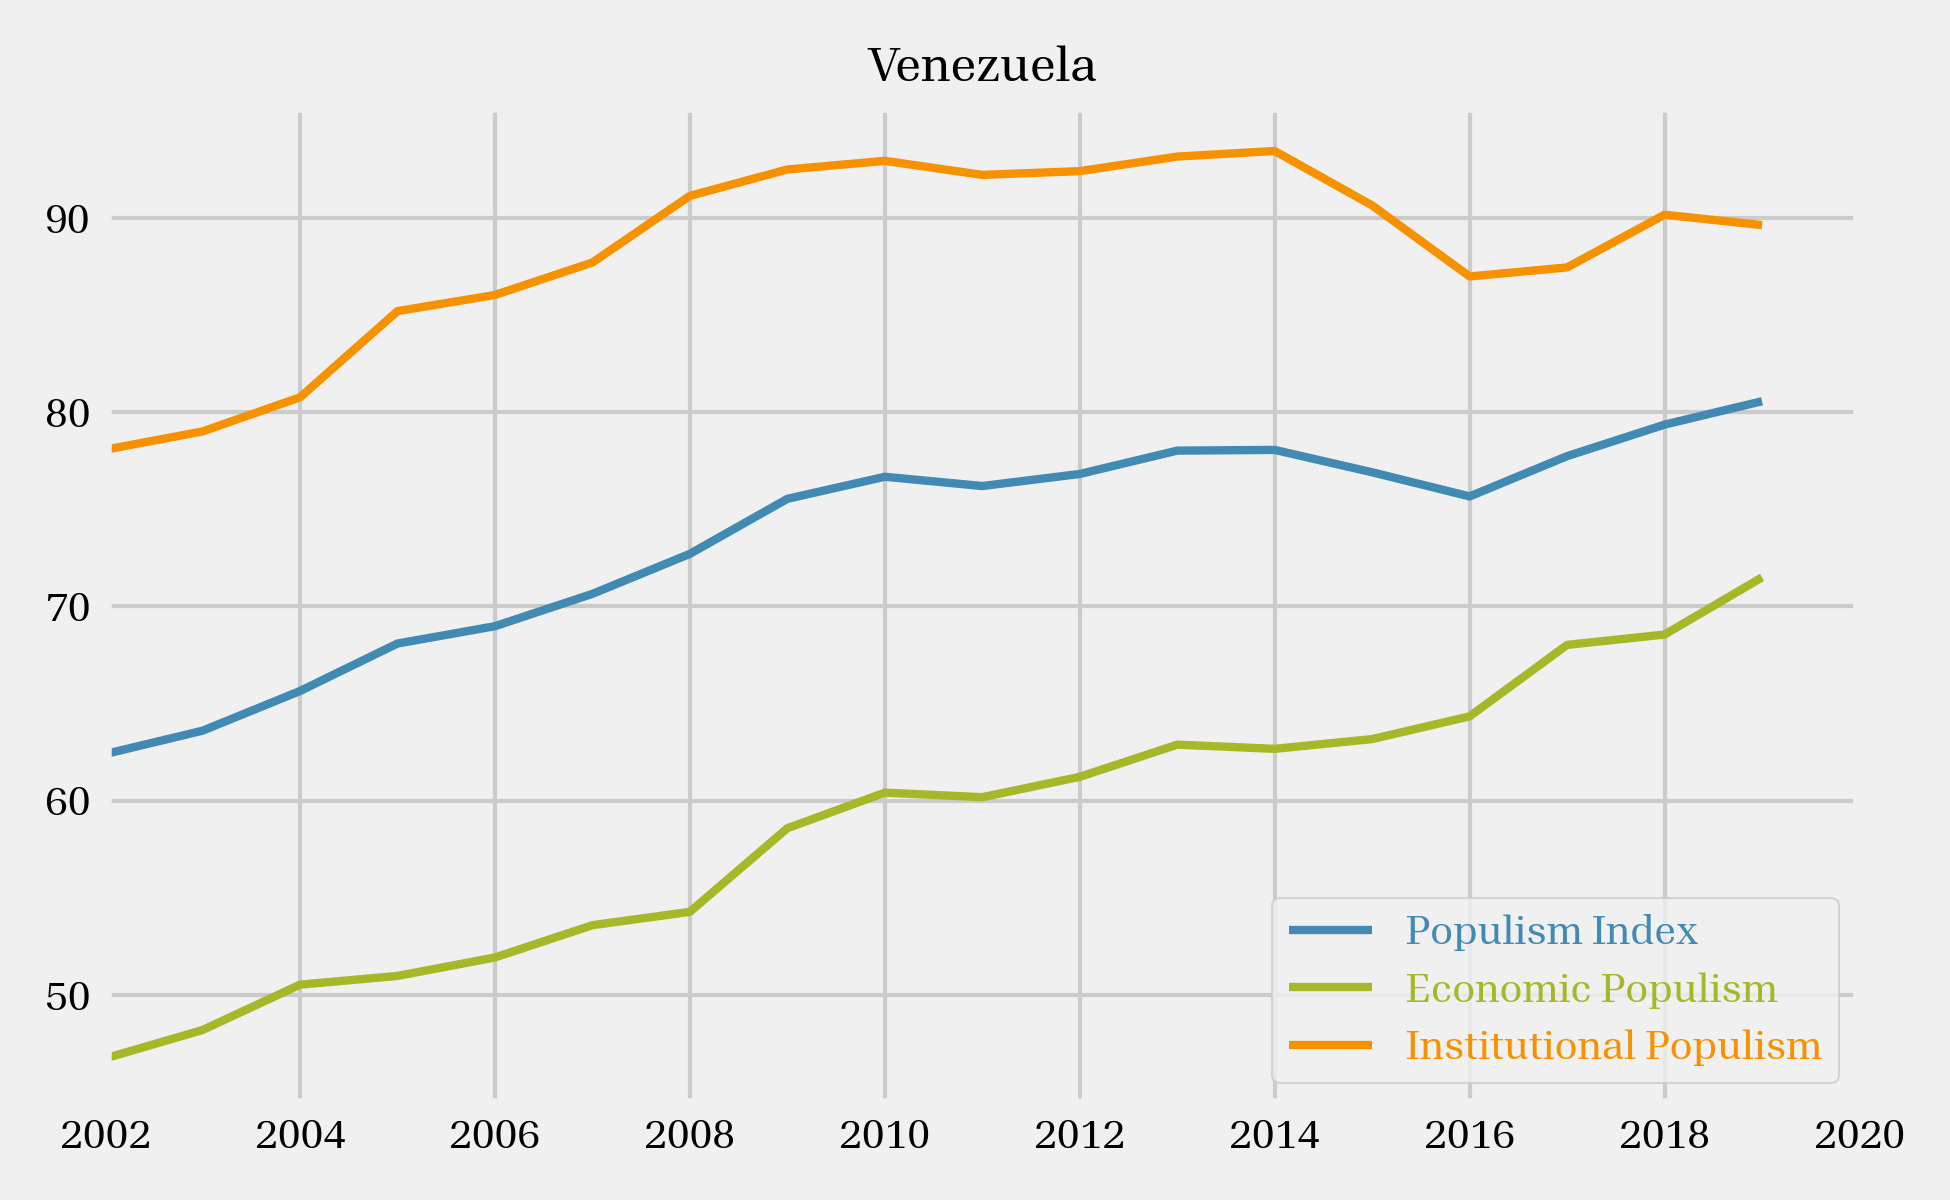 Venezuela
90
80
70
60
50
Populism Index
Economic Populism
Institutional Populism
2002 2004 2006 2008 2010 2012 2014 2016 2018 2020